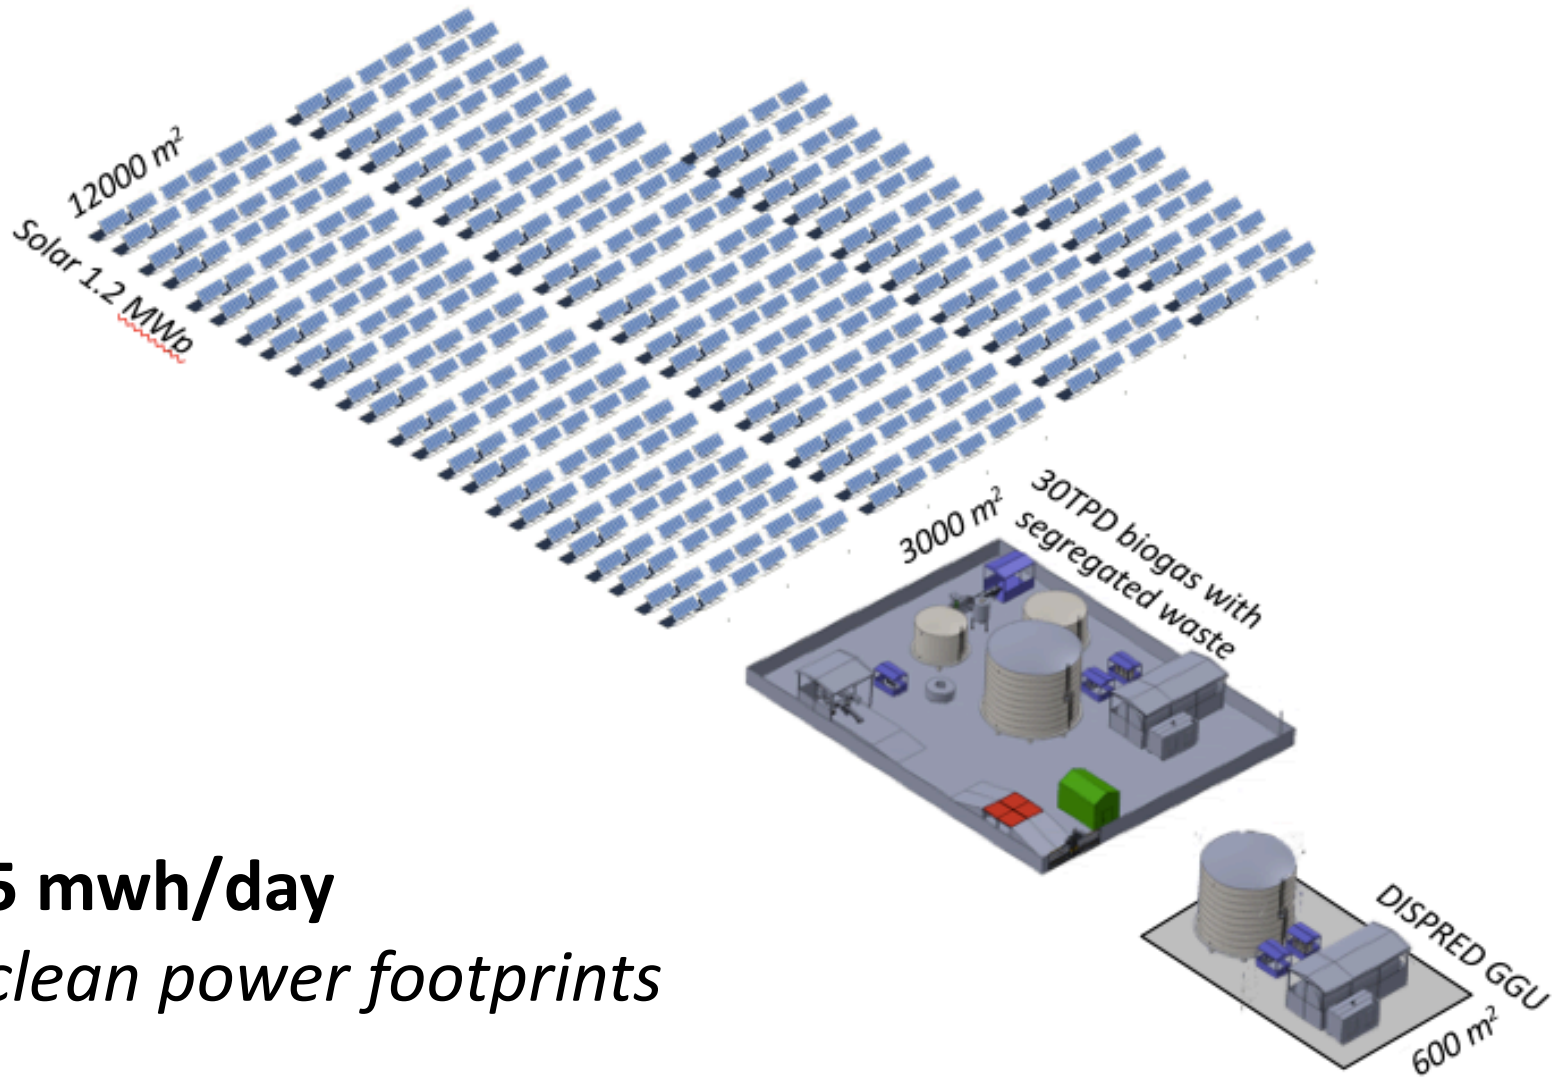 12000 m²
Solar 1.2 MWp
3000 m²
30TPD biogas with
segregated waste
5 mwh/day
clean power footprints
DISPRED GGU
600 m²